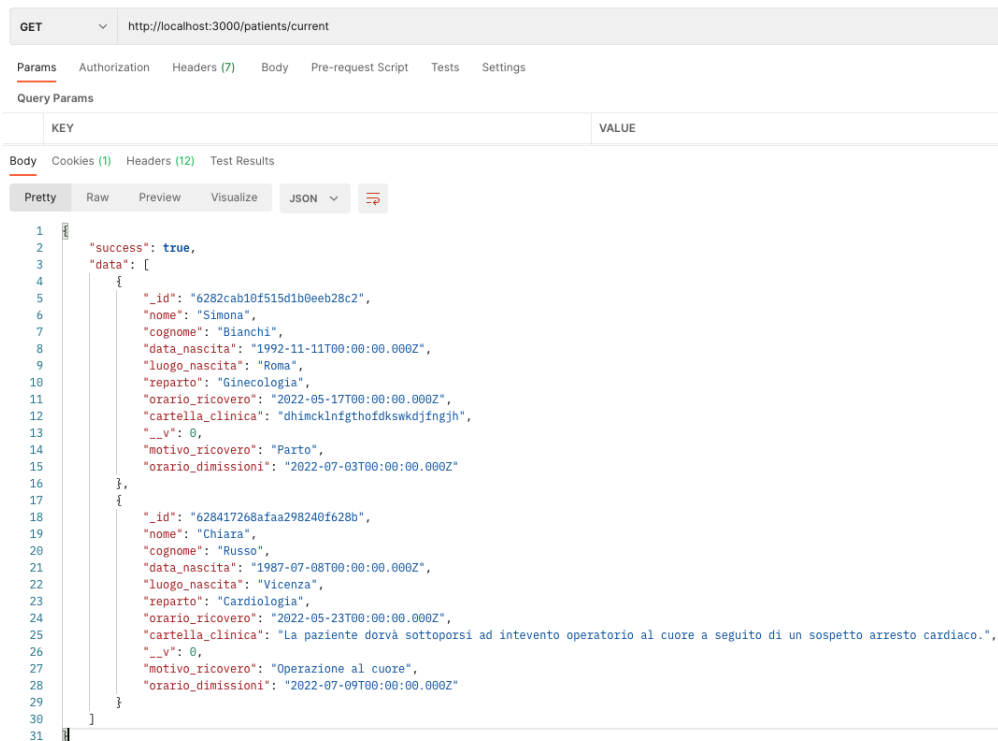 GET http://localhost:3000/patients/current
Params Authorization Headers (7) Body Pre-request Script Tests Settings
Query Params
KEY VALUE
Body Cookies (1) Headers (12) Test Results
Pretty Raw Preview Visualize JSON
1 {
2 "success": true,
3 "data": [
4 {
5 "_id": "6282cab10f515d1b0eeb28c2",
6 "nome": "Simona",
7 "cognome": "Bianchi",
8 "data_nascita": "1992-11-11T00:00:00.000Z",
9 "luogo_nascita": "Roma",
10 "reparto": "Ginecologia",
11 "orario_ricovero": "2022-05-17T00:00:00.000Z",
12 "cartella_clinica": "dhimcklnfgthofdkswkdjfngjh",
13 "__v": 0,
14 "motivo_ricovero": "Parto",
15 "orario_dimissioni": "2022-07-03T00:00:00.000Z"
16 },
17 {
18 "_id": "628417268afaa298240f628b",
19 "nome": "Chiara",
20 "cognome": "Russo",
21 "data_nascita": "1987-07-08T00:00:00.000Z",
22 "luogo_nascita": "Vicenza",
23 "reparto": "Cardiologia",
24 "orario_ricovero": "2022-05-23T00:00:00.000Z",
25 "cartella_clinica": "La paziente dorvà sottoporsi ad intevento operatorio al cuore a seguito di un sospetto arresto cardiaco.",
26 "__v": 0,
27 "motivo_ricovero": "Operazione al cuore",
28 "orario_dimissioni": "2022-07-09T00:00:00.000Z"
29 }
30 ]
31 }